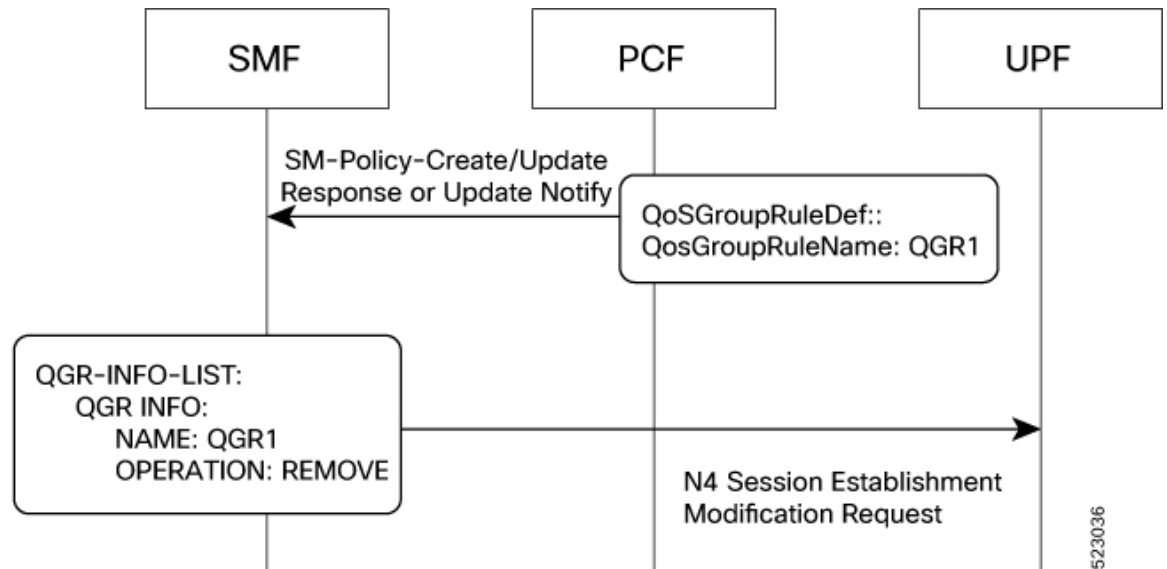 SMF
PCF
UPF
SM-Policy-Create/Update
Response or Update Notify
QoSGroupRuleDef::
QosGroupRuleName: QGR1
QGR-INFO-LIST:
QGR INFO:
NAME: QGR1
OPERATION: REMOVE
N4 Session Establishment
Modification Request
523036